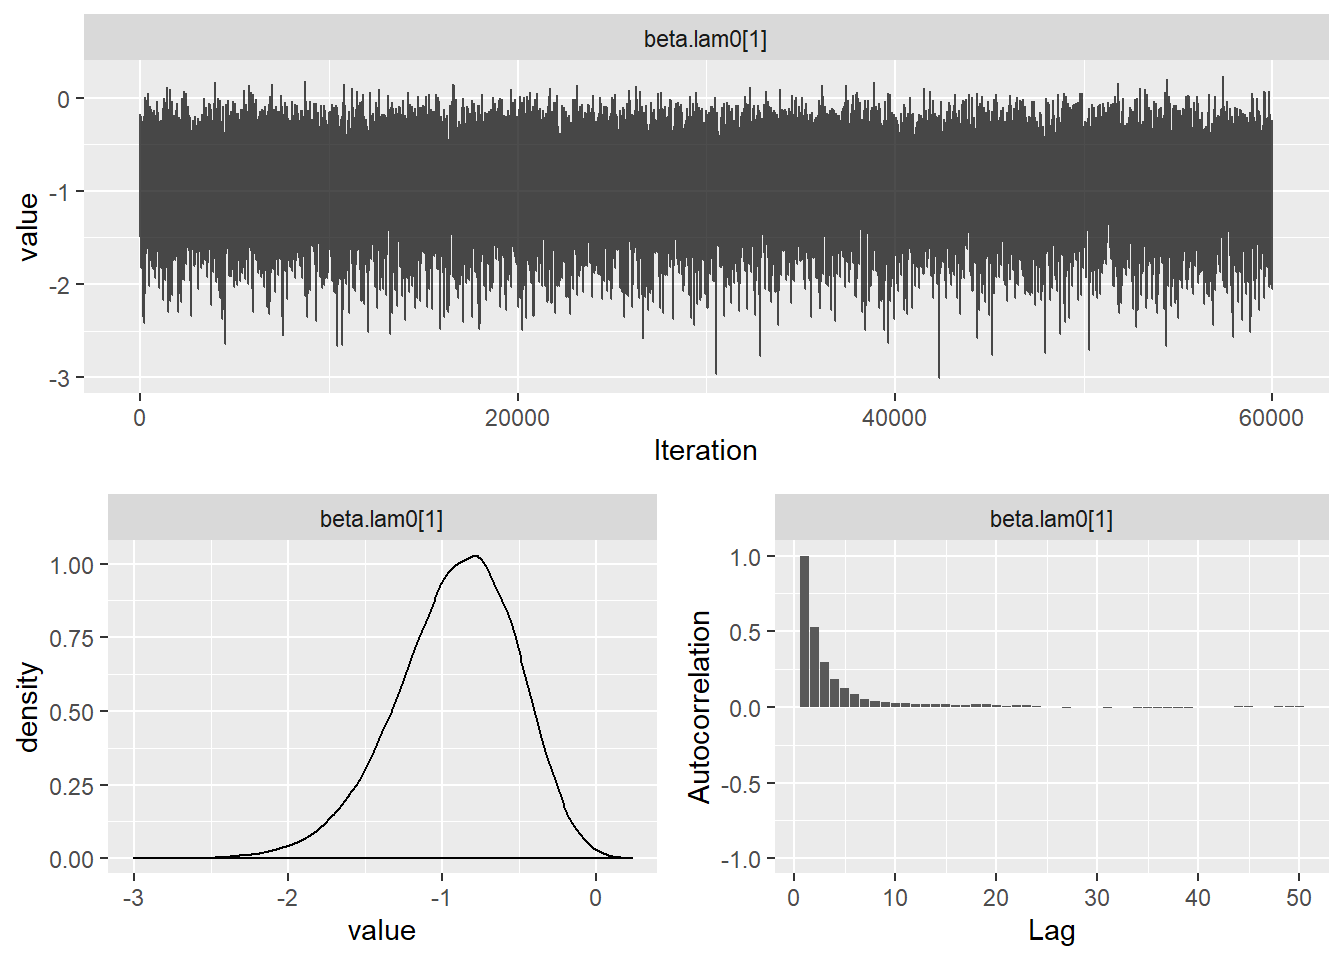 beta.lam0[1]
0
-1
-2
-3
value
0 20000 40000 60000
Iteration
beta.lam0[1]
1.00
0.75
0.50
0.25
0.00
density
-3 -2 -1 0
value
beta.lam0[1]
1.0
0.5
0.0
-0.5
-1.0
Autocorrelation
0 10 20 30 40 50
Lag